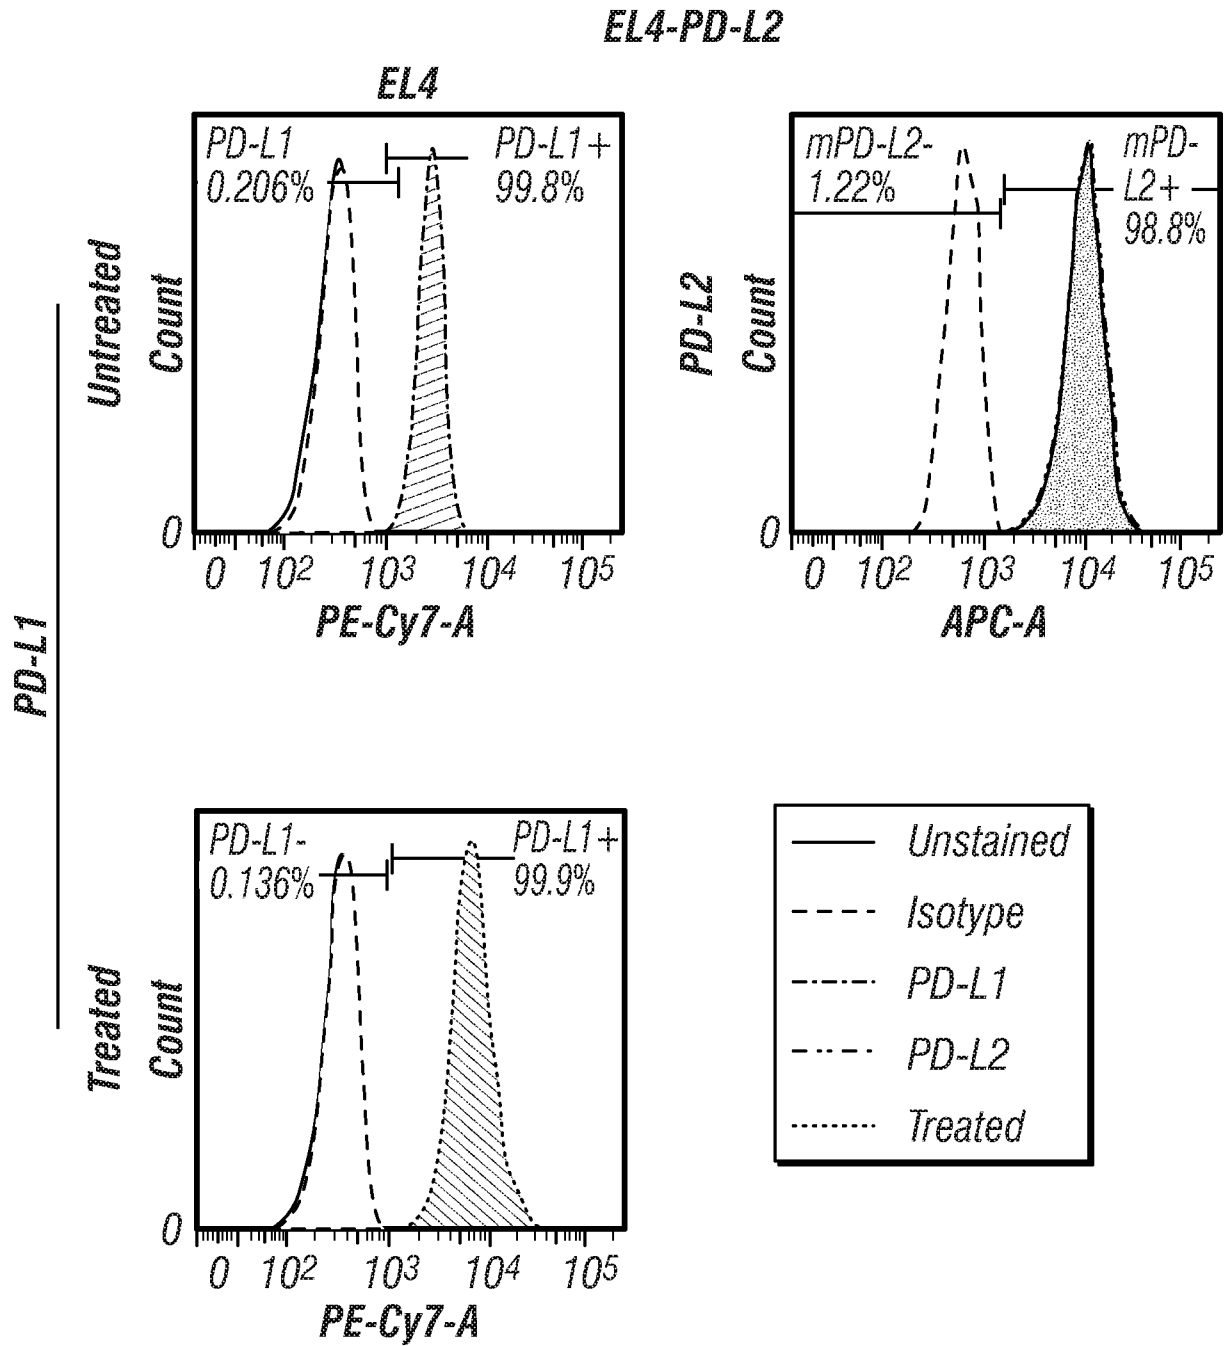 EL4-PD-L2
EL4
PD-L1
0.206%
PD-L1+
99.8%
Untreated
Count
0
0 10² 10³ 10⁴ 10⁵
PE-Cy7-A
mPD-L2-
1.22%
mPD-
L2+
98.8%
PD-L2
Count
0
0 10² 10³ 10⁴ 10⁵
APC-A
PD-L1
PD-L1-
0.136%
PD-L1+
99.9%
Treated
Count
0
0 10² 10³ 10⁴ 10⁵
PE-Cy7-A
Unstained
Isotype
PD-L1
PD-L2
Treated